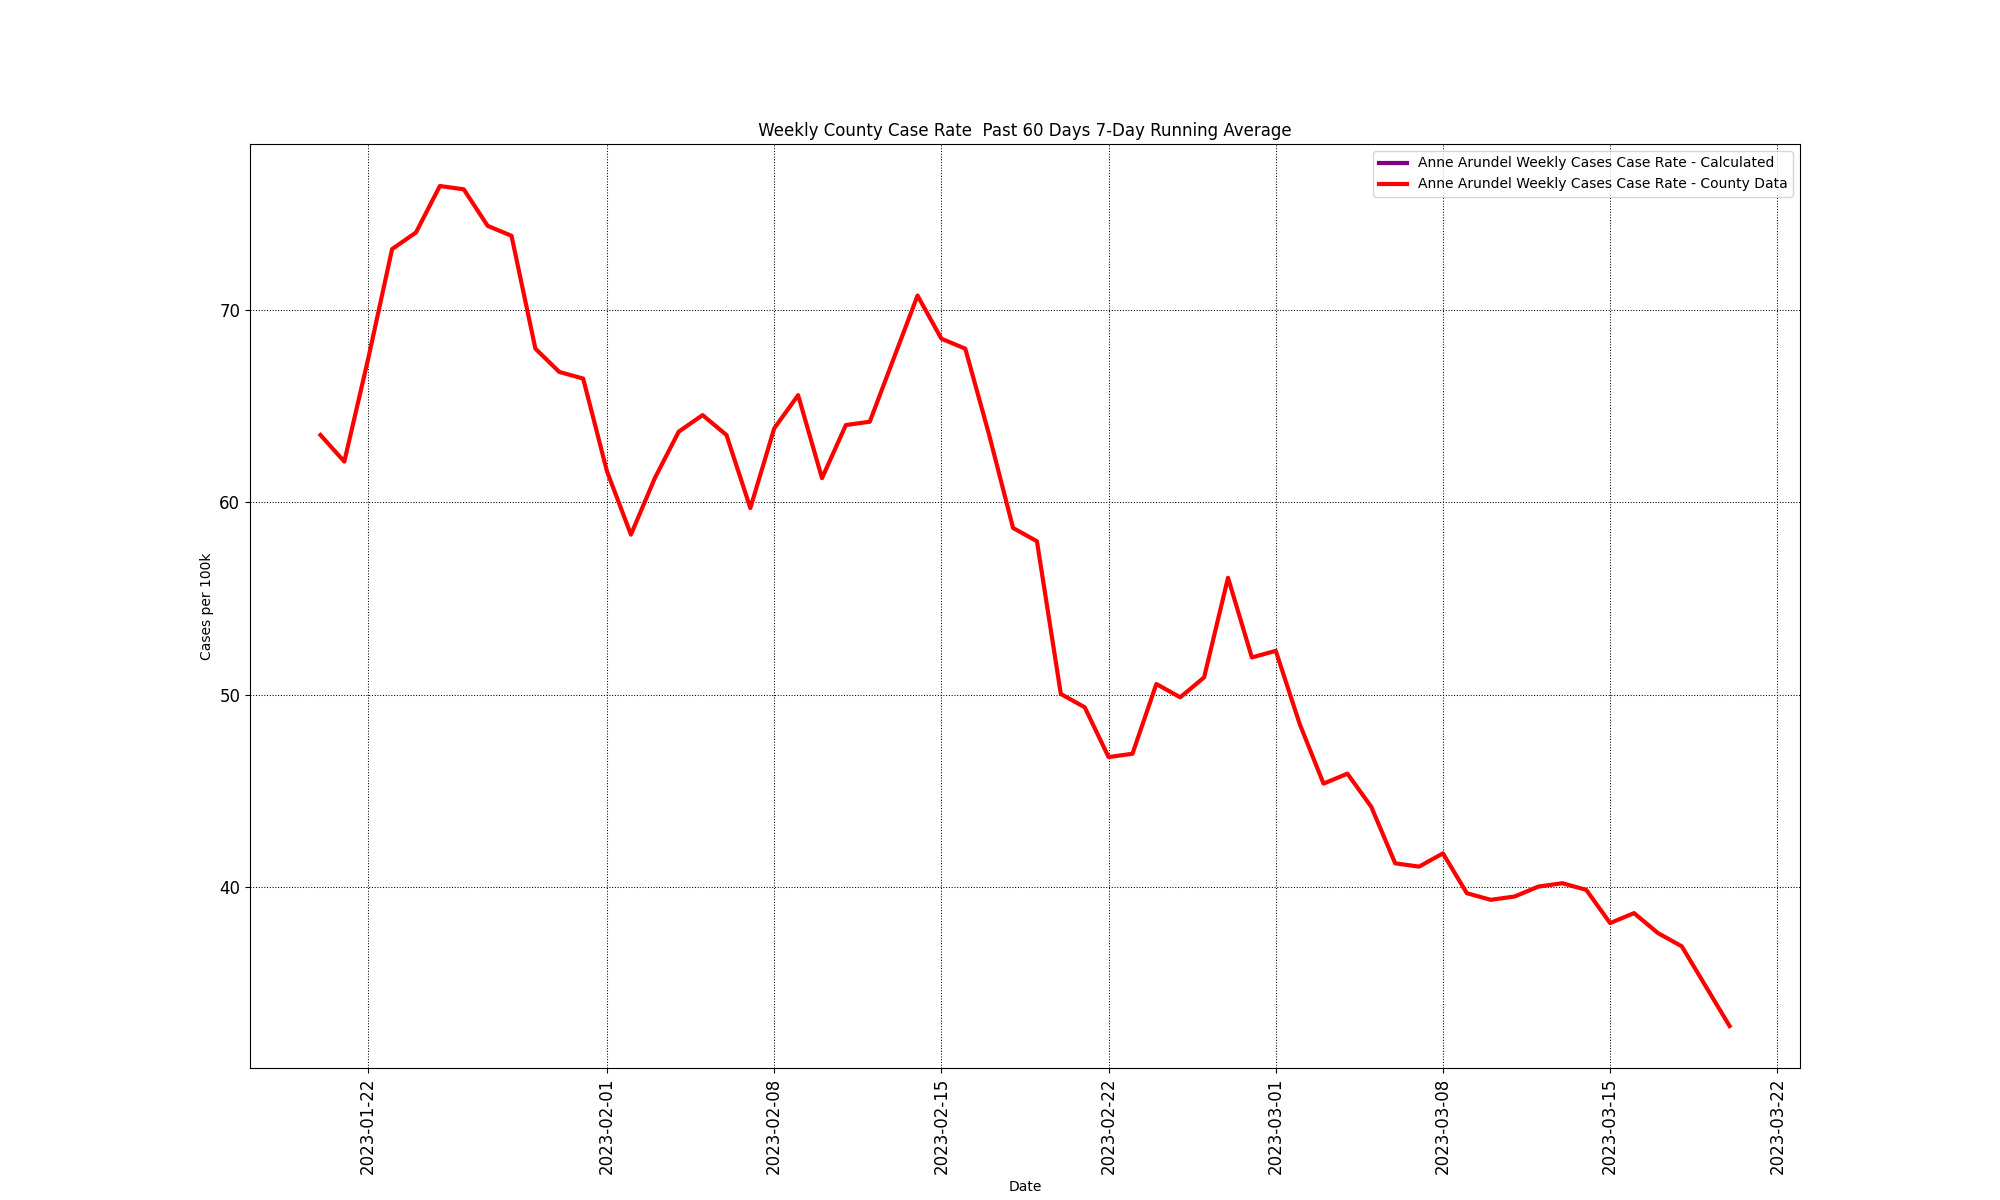 Weekly County Case Rate  Past 60 Days 7-Day Running Average
Anne Arundel Weekly Cases Case Rate - Calculated
Anne Arundel Weekly Cases Case Rate - County Data
70
60
50
40
Cases per 100k
2023-01-22
2023-02-01
2023-02-08
2023-02-15
2023-02-22
2023-03-01
2023-03-08
2023-03-15
2023-03-22
Date